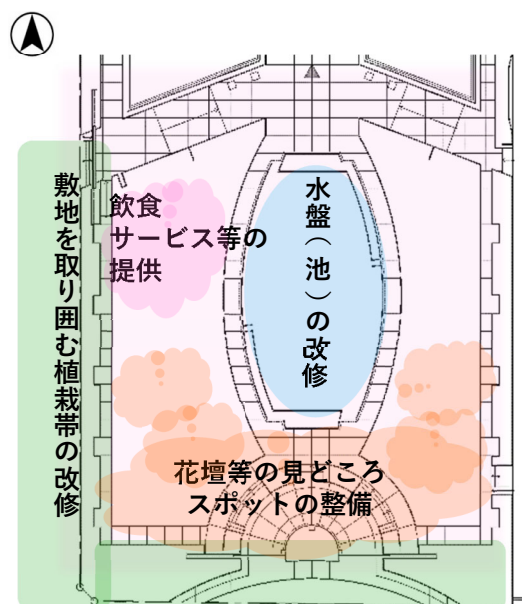 敷地を取り囲む植栽帯の改修
飲食
サービス等の
提供
水盤（池）の改修
花壇等の見どころ
スポットの整備